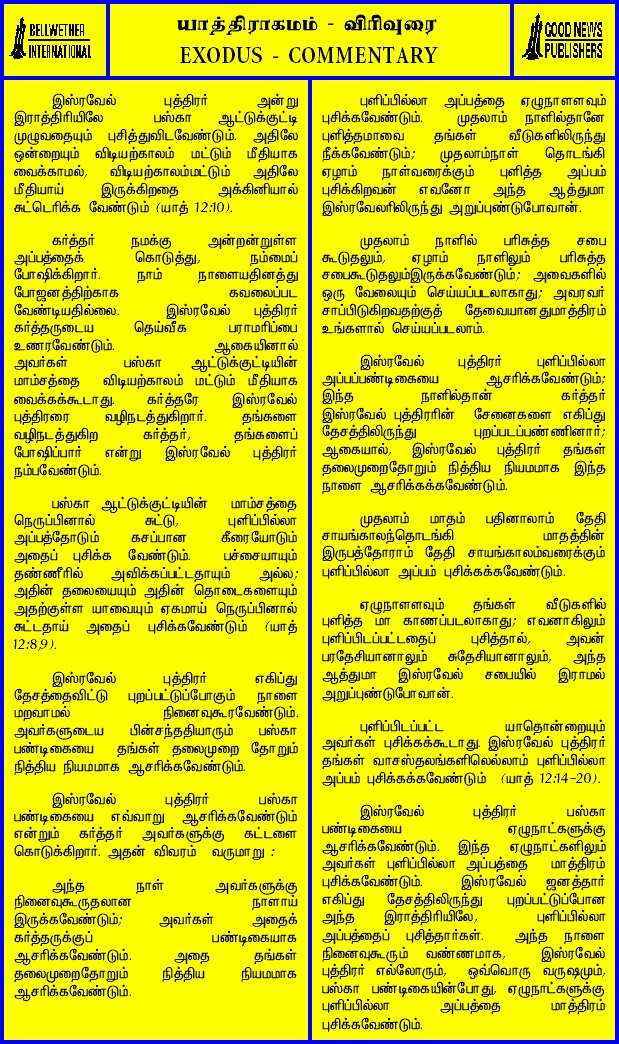 BELLWETHER
INTERNATIONAL
யாத்திராகமம் - விரிவுரை
EXODUS - COMMENTARY
GOOD NEWS
PUBLISHERS
இஸ்ரவேல் புத்திரர் அன்று
இராத்திரியிலே பஸ்கா ஆட்டுக்குட்டி
முழுவதையும் புசித்துவிடவேண்டும். அதிலே
ஒன்றையும் விடியற்காலம் மட்டும் மீதியாக
வைக்காமல், விடியற்காலம்மட்டும் அதிலே
மீதியாய் இருக்கிறதை அக்கினியால்
சுட்டெரிக்க வேண்டும் (யாத் 12:10).
கர்த்தர் நமக்கு அன்றன்றுள்ள
அப்பத்தைக் கொடுத்து, நம்மைப்
போஷிக்கிறார். நாம் நாளையதினத்து
போஜனத்திற்காக கவலைப்பட
வேண்டியதில்லை. இஸ்ரவேல் புத்திரர்
கர்த்தருடைய தெய்வீக பராமரிப்பை
உணரவேண்டும். ஆகையினால்
அவர்கள் பஸ்கா ஆட்டுக்குட்டியின்
மாம்சத்தை விடியற்காலம் மட்டும் மீதியாக
வைக்கக்கூடாது. கர்த்தரே இஸ்ரவேல்
புத்திரரை வழிநடத்துகிறார். தங்களை
வழிநடத்துகிற கர்த்தர், தங்களைப்
போஷிப்பார் என்று இஸ்ரவேல் புத்திரர்
நம்பவேண்டும்.
பஸ்கா ஆட்டுக்குட்டியின் மாம்சத்தை
நெருப்பினால் சுட்டு, புளிப்பில்லா
அப்பத்தோடும் கசப்பான கீரையோடும்
அதைப் புசிக்க வேண்டும். பச்சையாயும்
தண்ணீரில் அவிக்கப்பட்டதாயும் அல்ல;
அதின் தலையையும் அதின் தொடைகளையும்
அதற்குள்ள யாவையும் ஏகமாய் நெருப்பினால்
சுட்டதாய் அதைப் புசிக்கவேண்டும் (யாத்
12:8,9).
இஸ்ரவேல் புத்திரர் எகிப்து
தேசத்தைவிட்டு புறப்பட்டுப்போகும் நாளை
மறவாமல் நினைவுகூரவேண்டும்.
அவர்களுடைய பின்சந்ததியாரும் பஸ்கா
பண்டிகையை தங்கள் தலைமுறை தோறும்
நித்திய நியமமாக ஆசரிக்கவேண்டும்.
இஸ்ரவேல் புத்திரர் பஸ்கா
பண்டிகையை எவ்வாறு ஆசரிக்கவேண்டும்
என்றும் கர்த்தர் அவர்களுக்கு கட்டளை
கொடுக்கிறார். அதன் விவரம் வருமாறு :
அந்த நாள் அவர்களுக்கு
நினைவுகூருதலான நாளாய்
இருக்கவேண்டும்; அவர்கள் அதைக்
கர்த்தருக்குப் பண்டிகையாக
ஆசரிக்கவேண்டும். அதை தங்கள்
தலைமுறைதோறும் நித்திய நியமமாக
ஆசரிக்கவேண்டும்.
புளிப்பில்லா அப்பத்தை ஏழுநாளளவும்
புசிக்கவேண்டும். முதலாம் நாளில்தானே
புளித்தமாவை தங்கள் வீடுகளிலிருந்து
நீக்கவேண்டும்; முதலாம்நாள் தொடங்கி
ஏழாம் நாள்வரைக்கும் புளித்த அப்பம்
புசிக்கிறவன் எவனோ அந்த ஆத்துமா
இஸ்ரவேலரிலிருந்து அறுப்புண்டுபோவான்.
முதலாம் நாளில் பரிசுத்த சபை
கூடுதலும், ஏழாம் நாளிலும் பரிசுத்த
சபைகூடுதலும்இருக்கவேண்டும்; அவைகளில்
ஒரு வேலையும் செய்யப்படலாகாது; அவரவர்
சாப்பிடுகிறவதற்குத் தேவையானதுமாத்திரம்
உங்களால் செய்யப்படலாம்.
இஸ்ரவேல் புத்திரர் புளிப்பில்லா
அப்பப்பண்டிகையை ஆசரிக்கவேண்டும்;
இந்த நாளில்தான் கர்த்தர்
இஸ்ரவேல் புத்திரரின் சேனைகளை எகிப்து
தேசத்திலிருந்து புறப்படப்பண்ணினார்;
ஆகையால், இஸ்ரவேல் புத்திரர் தங்கள்
தலைமுறைதோறும் நித்திய நியமமாக இந்த
நாளை ஆசரிக்கக்கவேண்டும்.
முதலாம் மாதம் பதினாலாம் தேதி
சாயங்காலந்தொடங்கி மாதத்தின்
இருபத்தோராம் தேதி சாயங்காலம்வரைக்கும்
புளிப்பில்லா அப்பம் புசிக்கக்கவேண்டும்.
ஏழுநாளளவும் தங்கள் வீடுகளில்
புளித்த மா காணப்படலாகாது; எவனாகிலும்
புளிப்பிடப்பட்டதைப் புசித்தால், அவன்
பரதேசியானாலும் சுதேசியானாலும், அந்த
ஆத்துமா இஸ்ரவேல் சபையில் இராமல்
அறுப்புண்டுபோவான்.
புளிப்பிடப்பட்ட யாதொன்றையும்
அவர்கள் புசிக்கக்கூடாது. இஸ்ரவேல் புத்திரர்
தங்கள் வாசஸ்தலங்களிலெல்லாம் புளிப்பில்லா
அப்பம் புசிக்கக்கவேண்டும் (யாத் 12:14-20).
இஸ்ரவேல் புத்திரர் பஸ்கா
பண்டிகையை ஏழுநாட்களுக்கு
ஆசரிக்கவேண்டும். இந்த ஏழுநாட்களிலும்
அவர்கள் புளிப்பில்லா அப்பத்தை மாத்திரம்
புசிக்கவேண்டும். இஸ்ரவேல் ஜனத்தார்
எகிப்து தேசத்திலிருந்து புறப்பட்டுப்போன
அந்த இராத்திரியிலே, புளிப்பில்லா
அப்பத்தைப் புசித்தார்கள். அந்த நாளை
நினைவுகூரும் வண்ணமாக, இஸ்ரவேல்
புத்திரர் எல்லோரும், ஒவ்வொரு வருஷமும்,
பஸ்கா பண்டிகையின்போது, ஏழுநாட்களுக்கு
புளிப்பில்லா அப்பத்தை மாத்திரம்
புசிக்கவேண்டும்.